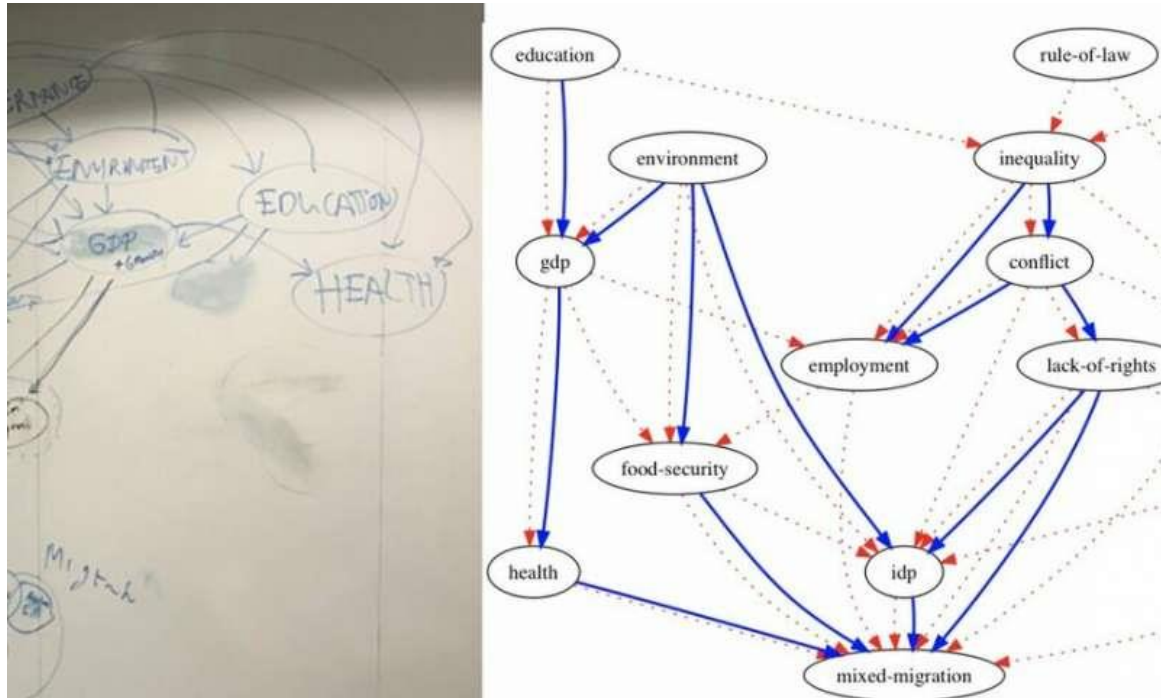 ERNANCE
ENVIRONMENT
EDUCATION
GDP
HEALTH
education
rule-of-law
environment
inequality
gdp
conflict
employment
lack-of-rights
food-security
health
idp
mixed-migration